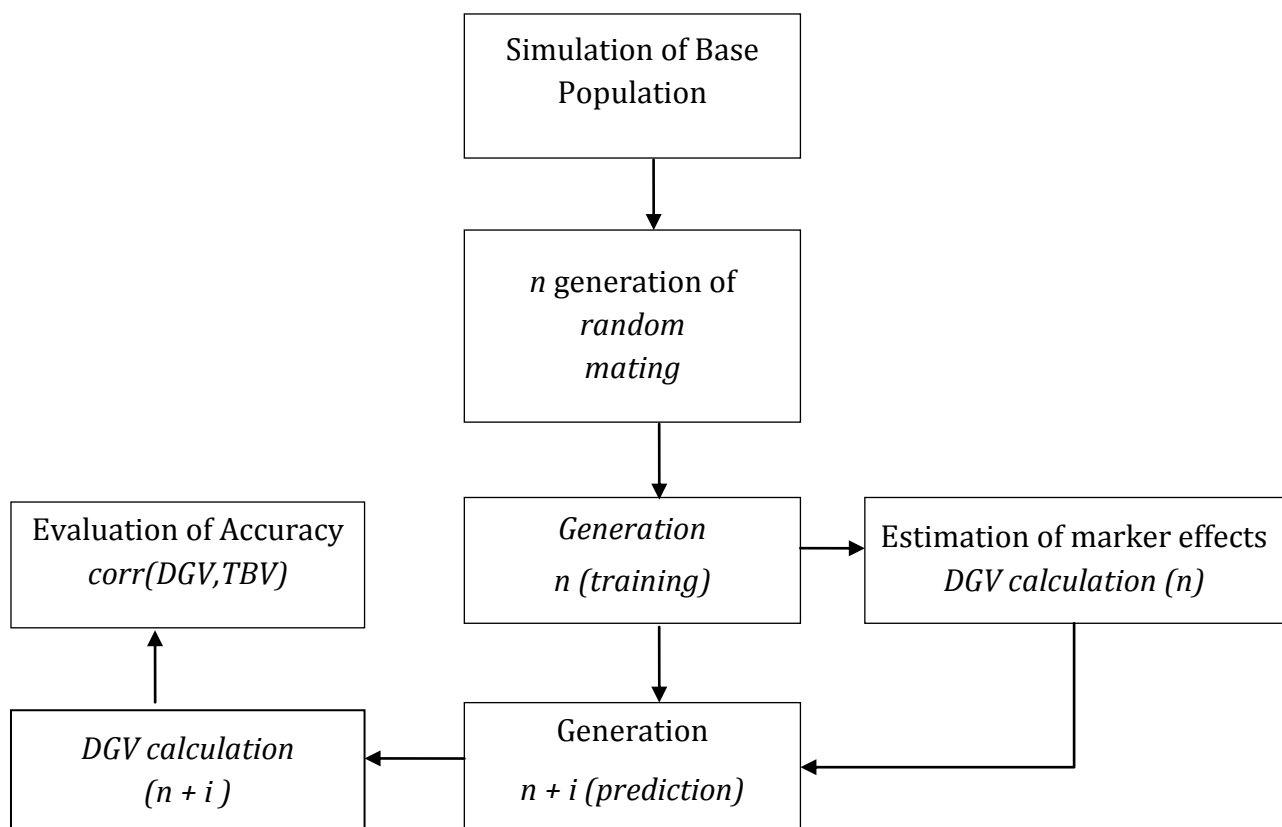 Simulation of Base
Population
n generation of
random
mating
Generation
n (training)
Estimation of marker effects
DGV calculation (n)
Evaluation of Accuracy
corr(DGV,TBV)
Generation
n + i (prediction)
DGV calculation
(n + i )